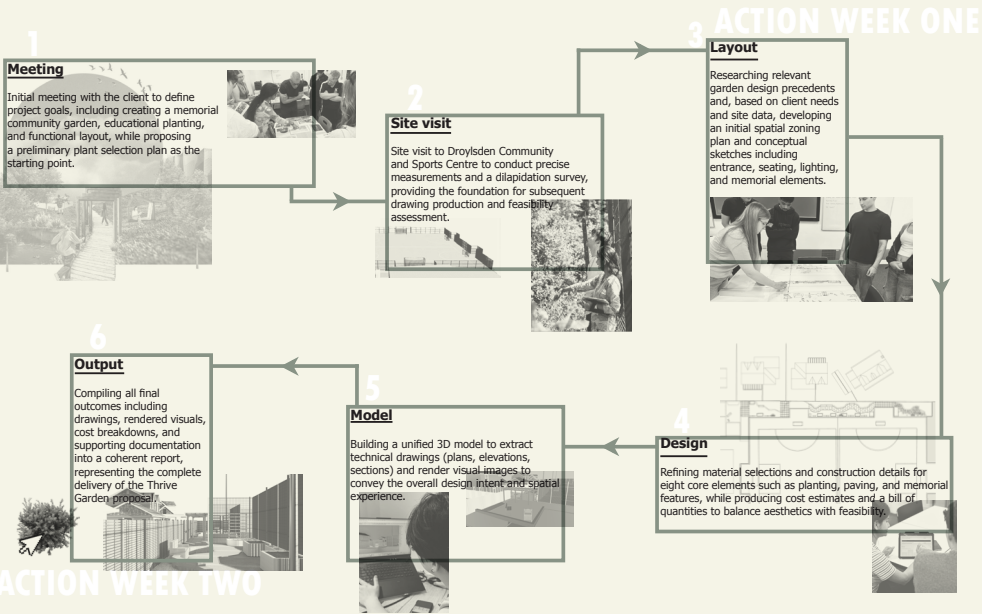 ACTION WEEK ONE
1
Meeting
Initial meeting with the client to define
project goals, including creating a memorial
community garden, educational planting,
and functional layout, while proposing
a preliminary plant selection plan as the
starting point.
2
Site visit
Site visit to Droylsden Community
and Sports Centre to conduct precise
measurements and a dilapidation survey,
providing the foundation for subsequent
drawing production and feasibility
assessment.
3
Layout
Researching relevant
garden design precedents
and, based on client needs
and site data, developing
an initial spatial zoning
plan and conceptual
sketches including
entrance, seating, lighting,
and memorial elements.
4
Design
Refining material selections and construction details for
eight core elements such as planting, paving, and memorial
features, while producing cost estimates and a bill of
quantities to balance aesthetics with feasibility.
5
Model
Building a unified 3D model to extract
technical drawings (plans, elevations,
sections) and render visual images to
convey the overall design intent and spatial
experience.
6
Output
Compiling all final
outcomes including
drawings, rendered visuals,
cost breakdowns, and
supporting documentation
into a coherent report,
representing the complete
delivery of the Thrive
Garden proposal.
ACTION WEEK TWO